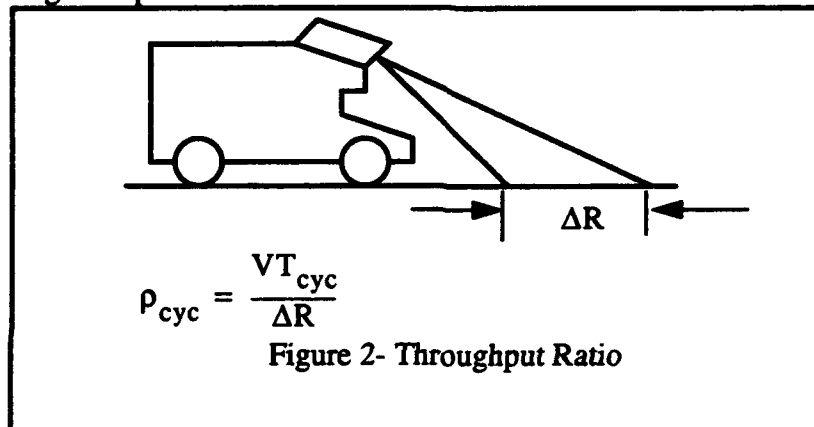 ΔR
ρcyc = VTcyc / ΔR
Figure 2- Throughput Ratio